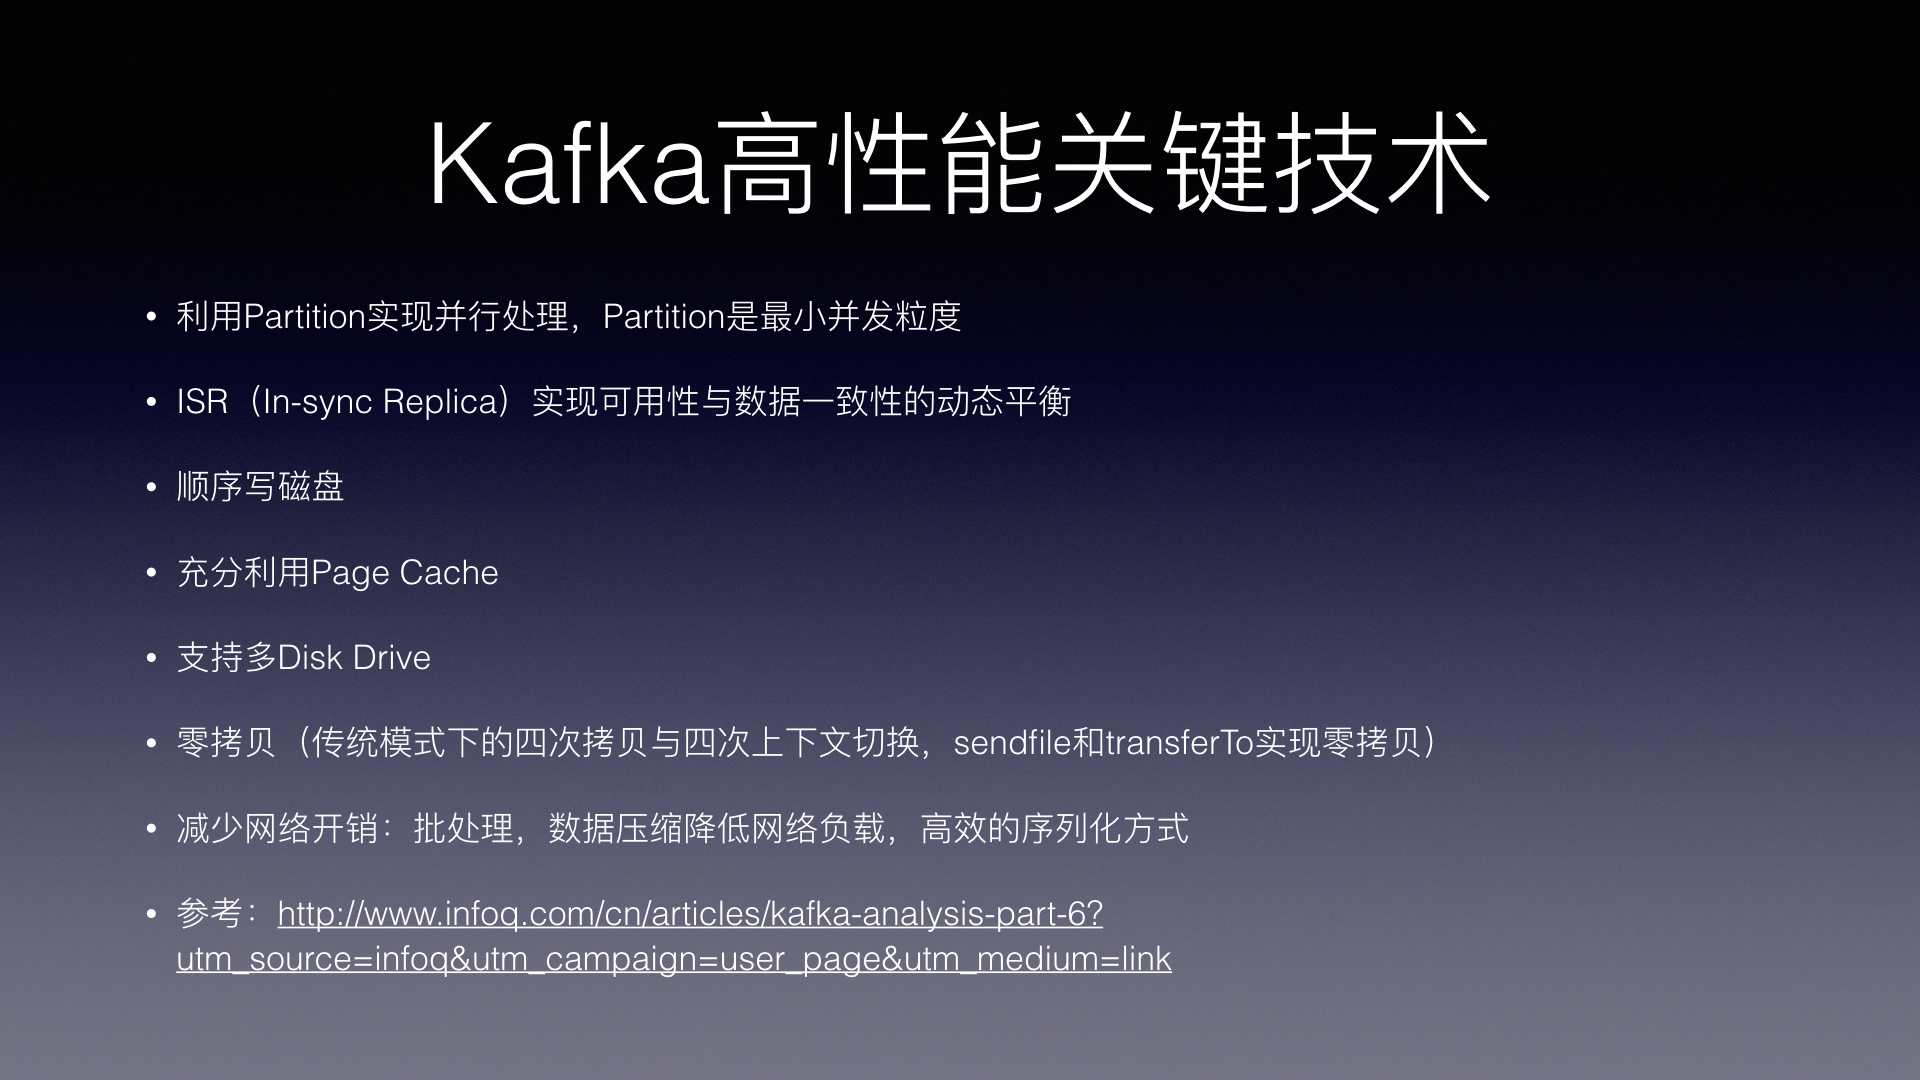 Kafka高性能关键技术
• 利用Partition实现并行处理，Partition是最小并发粒度
• ISR（In-sync Replica）实现可用性与数据一致性的动态平衡
• 顺序写磁盘
• 充分利用Page Cache
• 支持多Disk Drive
• 零拷贝（传统模式下的四次拷贝与四次上下文切换，sendfile和transferTo实现零拷贝）
• 减少网络开销：批处理，数据压缩降低网络负载，高效的序列化方式
• 参考：http://www.infoq.com/cn/articles/kafka-analysis-part-6?
utm_source=infoq&utm_campaign=user_page&utm_medium=link